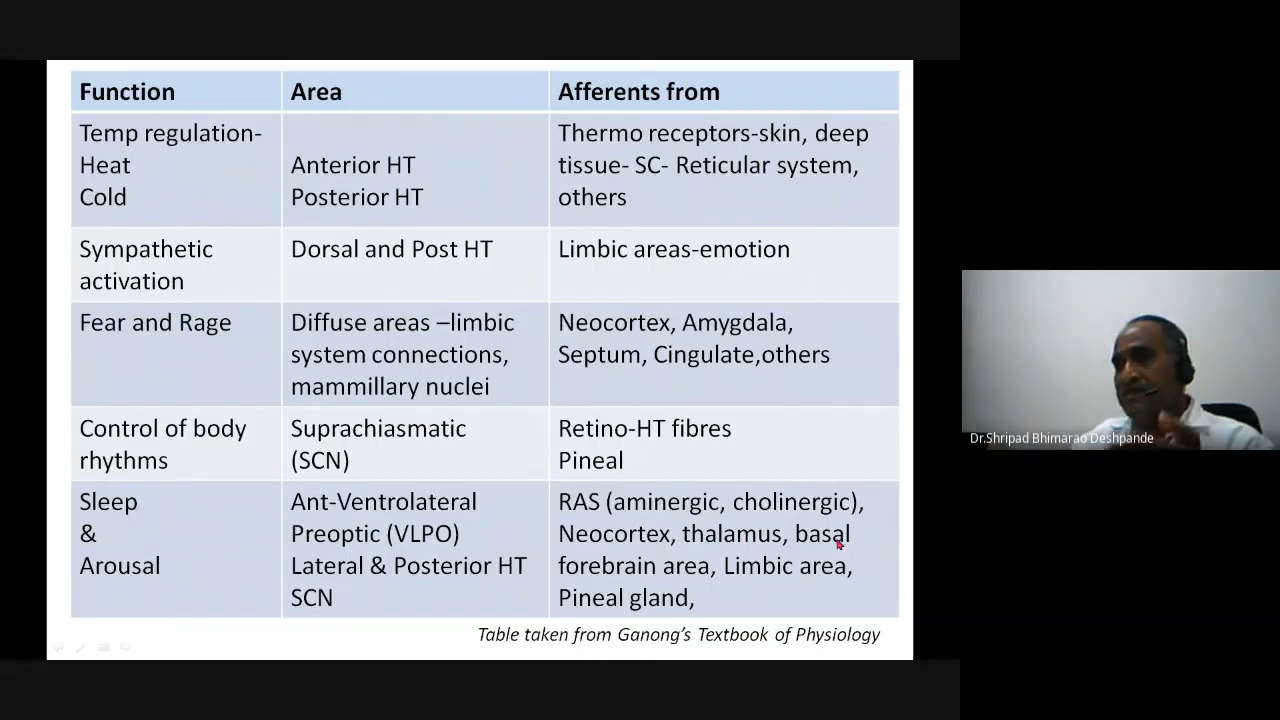 Function Area Afferents from
Temp regulation-
Heat
Cold
Anterior HT
Posterior HT
Thermo receptors-skin, deep
tissue- SC- Reticular system,
others
Sympathetic
activation
Dorsal and Post HT
Limbic areas-emotion
Fear and Rage
Diffuse areas –limbic
system connections,
mammillary nuclei
Neocortex, Amygdala,
Septum, Cingulate,others
Control of body
rhythms
Suprachiasmatic
(SCN)
Retino-HT fibres
Pineal
Sleep
&
Arousal
Ant-Ventrolateral
Preoptic (VLPO)
Lateral & Posterior HT
SCN
RAS (aminergic, cholinergic),
Neocortex, thalamus, basal
forebrain area, Limbic area,
Pineal gland,
Table taken from Ganong’s Textbook of Physiology
Dr.Shripad Bhimarao Deshpande